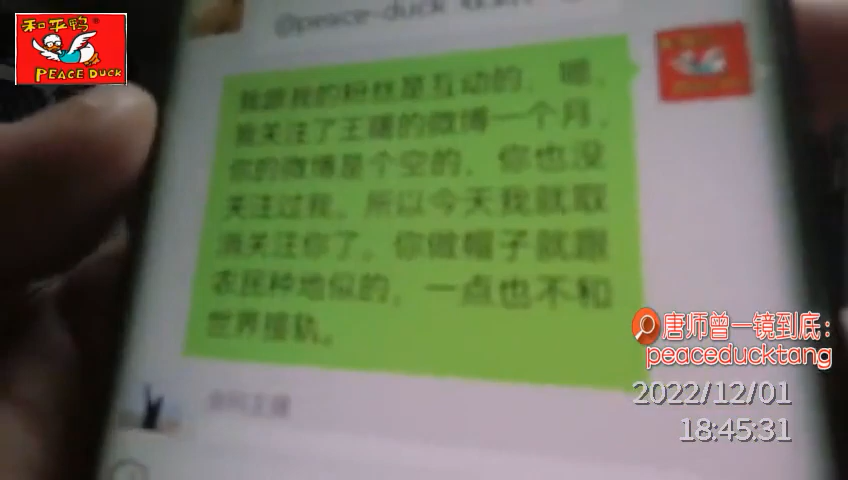 和平鸭®
PEACE DUCK
@peace-duck
我跟我的粉丝是互动的，嗯，
我关注了王曙的微博一个月，
你的微博是个空的，你也没
关注过我。所以今天我就取
消关注你了。你做帽子就跟
农民种地似的，一点也不和
世界接轨。
唐师曾一镜到底：
peaceducktang
2022/12/01
18:45:31